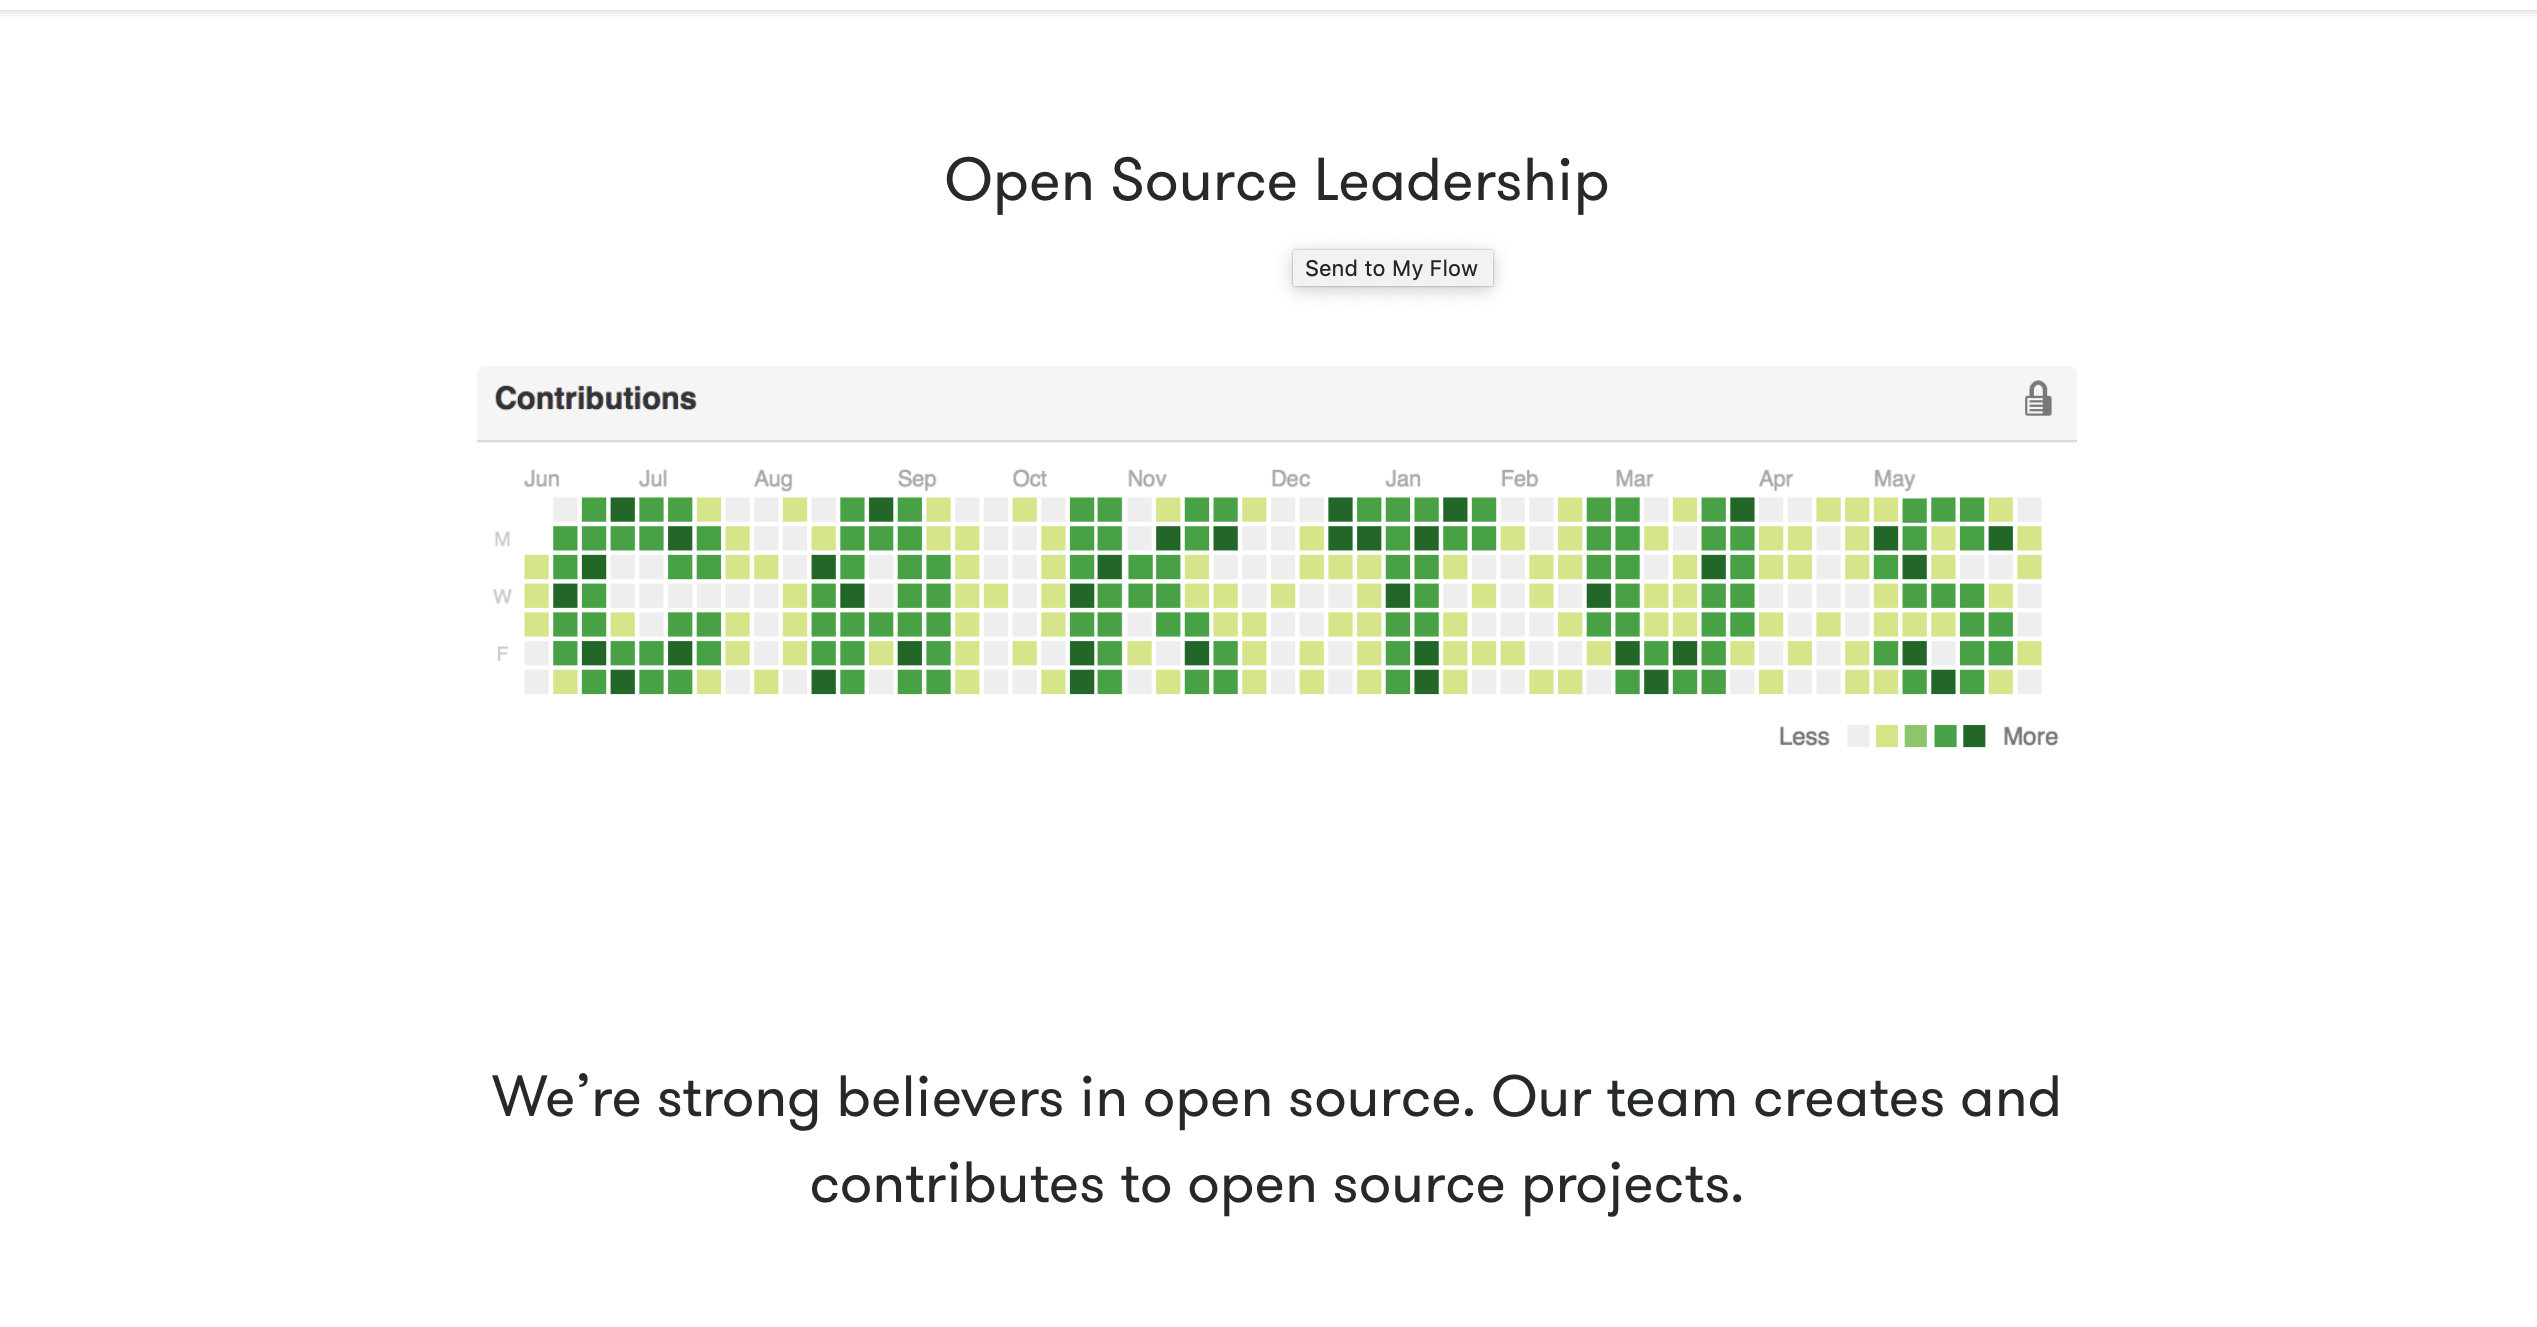 Open Source Leadership
Send to My Flow
Contributions
Jun Jul Aug Sep Oct Nov Dec Jan Feb Mar Apr May
M
W
F
Less More
We’re strong believers in open source. Our team creates and
contributes to open source projects.